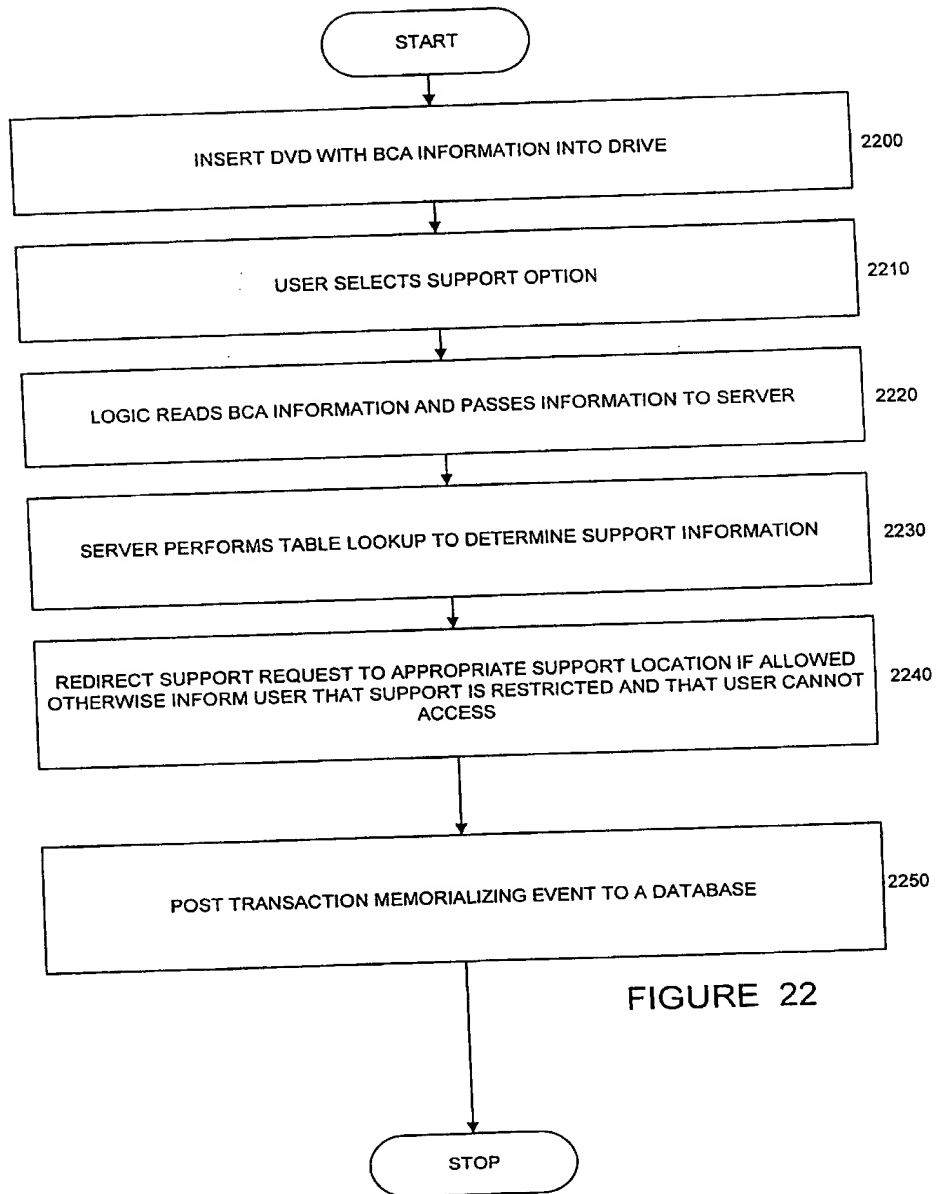 START
INSERT DVD WITH BCA INFORMATION INTO DRIVE
2200
USER SELECTS SUPPORT OPTION
2210
LOGIC READS BCA INFORMATION AND PASSES INFORMATION TO SERVER
2220
SERVER PERFORMS TABLE LOOKUP TO DETERMINE SUPPORT INFORMATION
2230
REDIRECT SUPPORT REQUEST TO APPROPRIATE SUPPORT LOCATION IF ALLOWED
OTHERWISE INFORM USER THAT SUPPORT IS RESTRICTED AND THAT USER CANNOT
ACCESS
2240
POST TRANSACTION MEMORIALIZING EVENT TO A DATABASE
2250
FIGURE 22
STOP